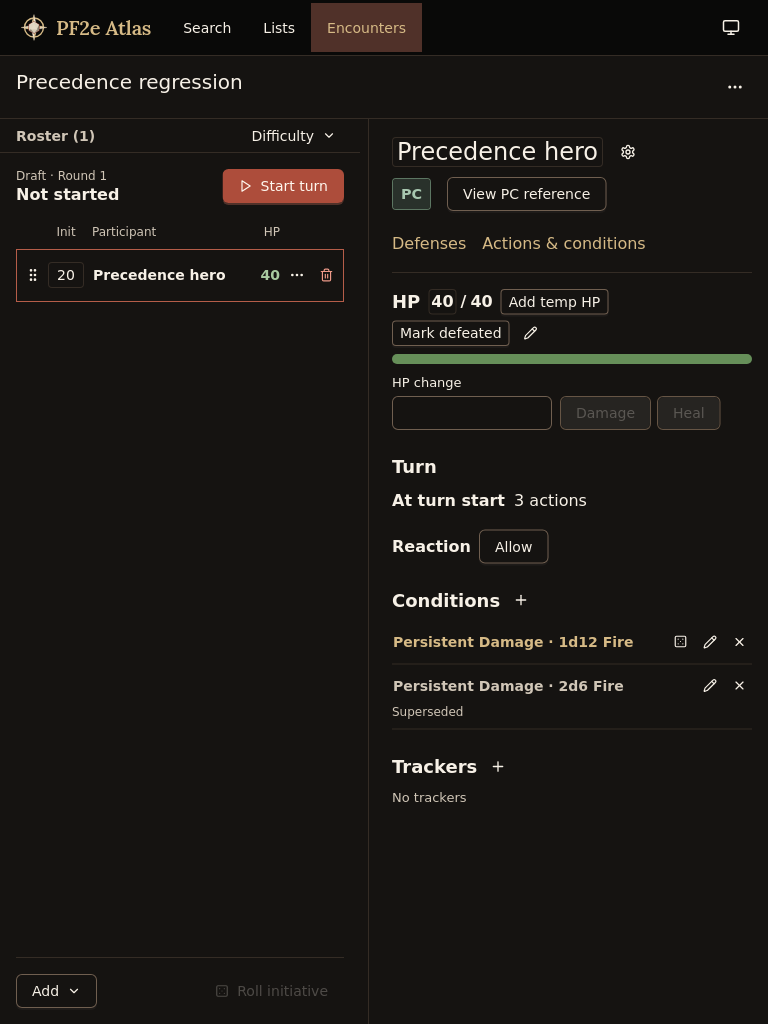 PF2e Atlas
Search
Lists
Encounters
Precedence regression
Roster (1)
Difficulty
Draft · Round 1
Not started
Start turn
Init
Participant
HP
20
Precedence hero
40
Add
Roll initiative
Precedence hero
PC
View PC reference
Defenses
Actions & conditions
HP 40 / 40
Add temp HP
Mark defeated
HP change
Damage
Heal
Turn
At turn start 3 actions
Reaction
Allow
Conditions
Persistent Damage · 1d12 Fire
Persistent Damage · 2d6 Fire
Superseded
Trackers
No trackers